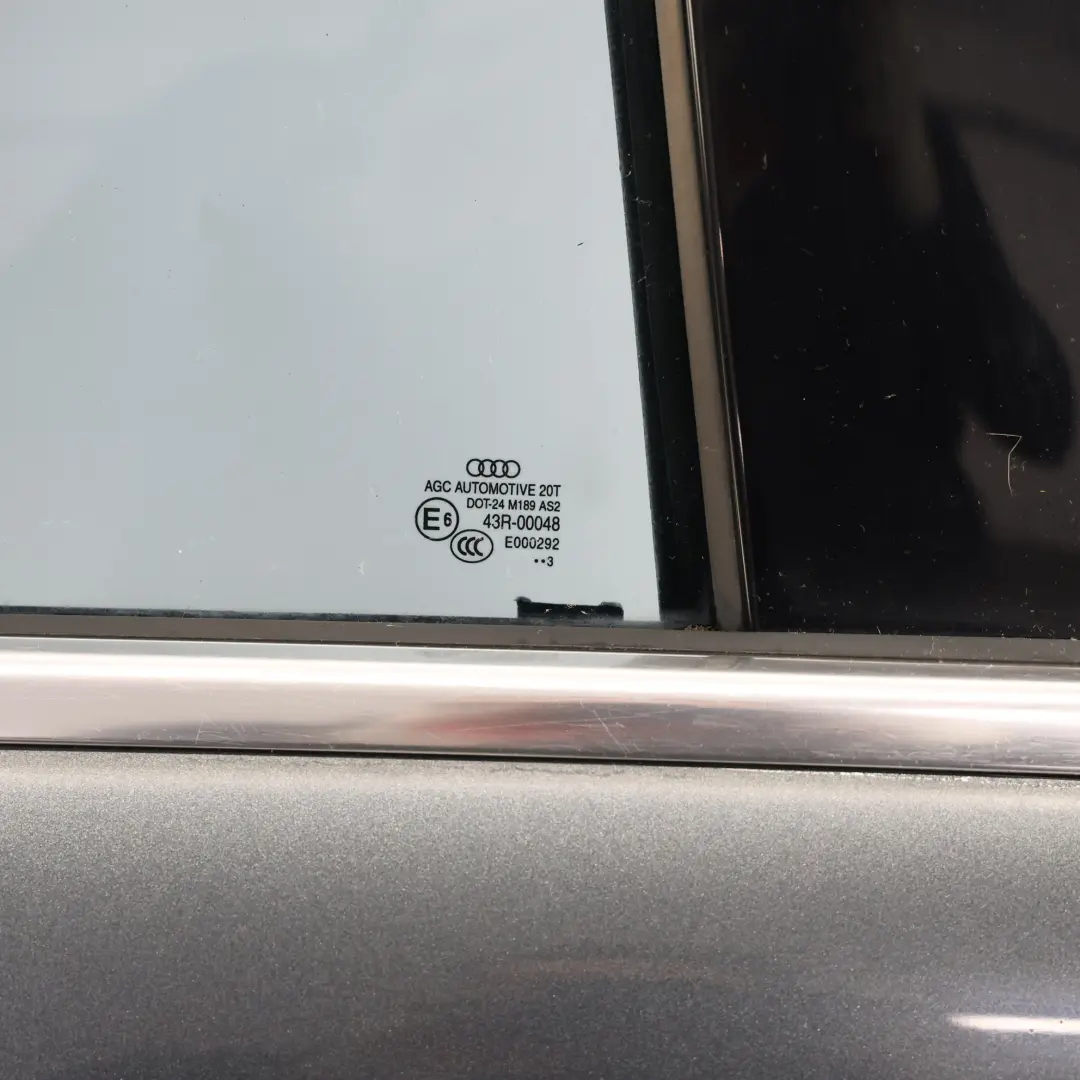 AGC AUTOMOTIVE 20T
DOT-24 M189 AS2
E6 43R-00048
CCC E000292
••3